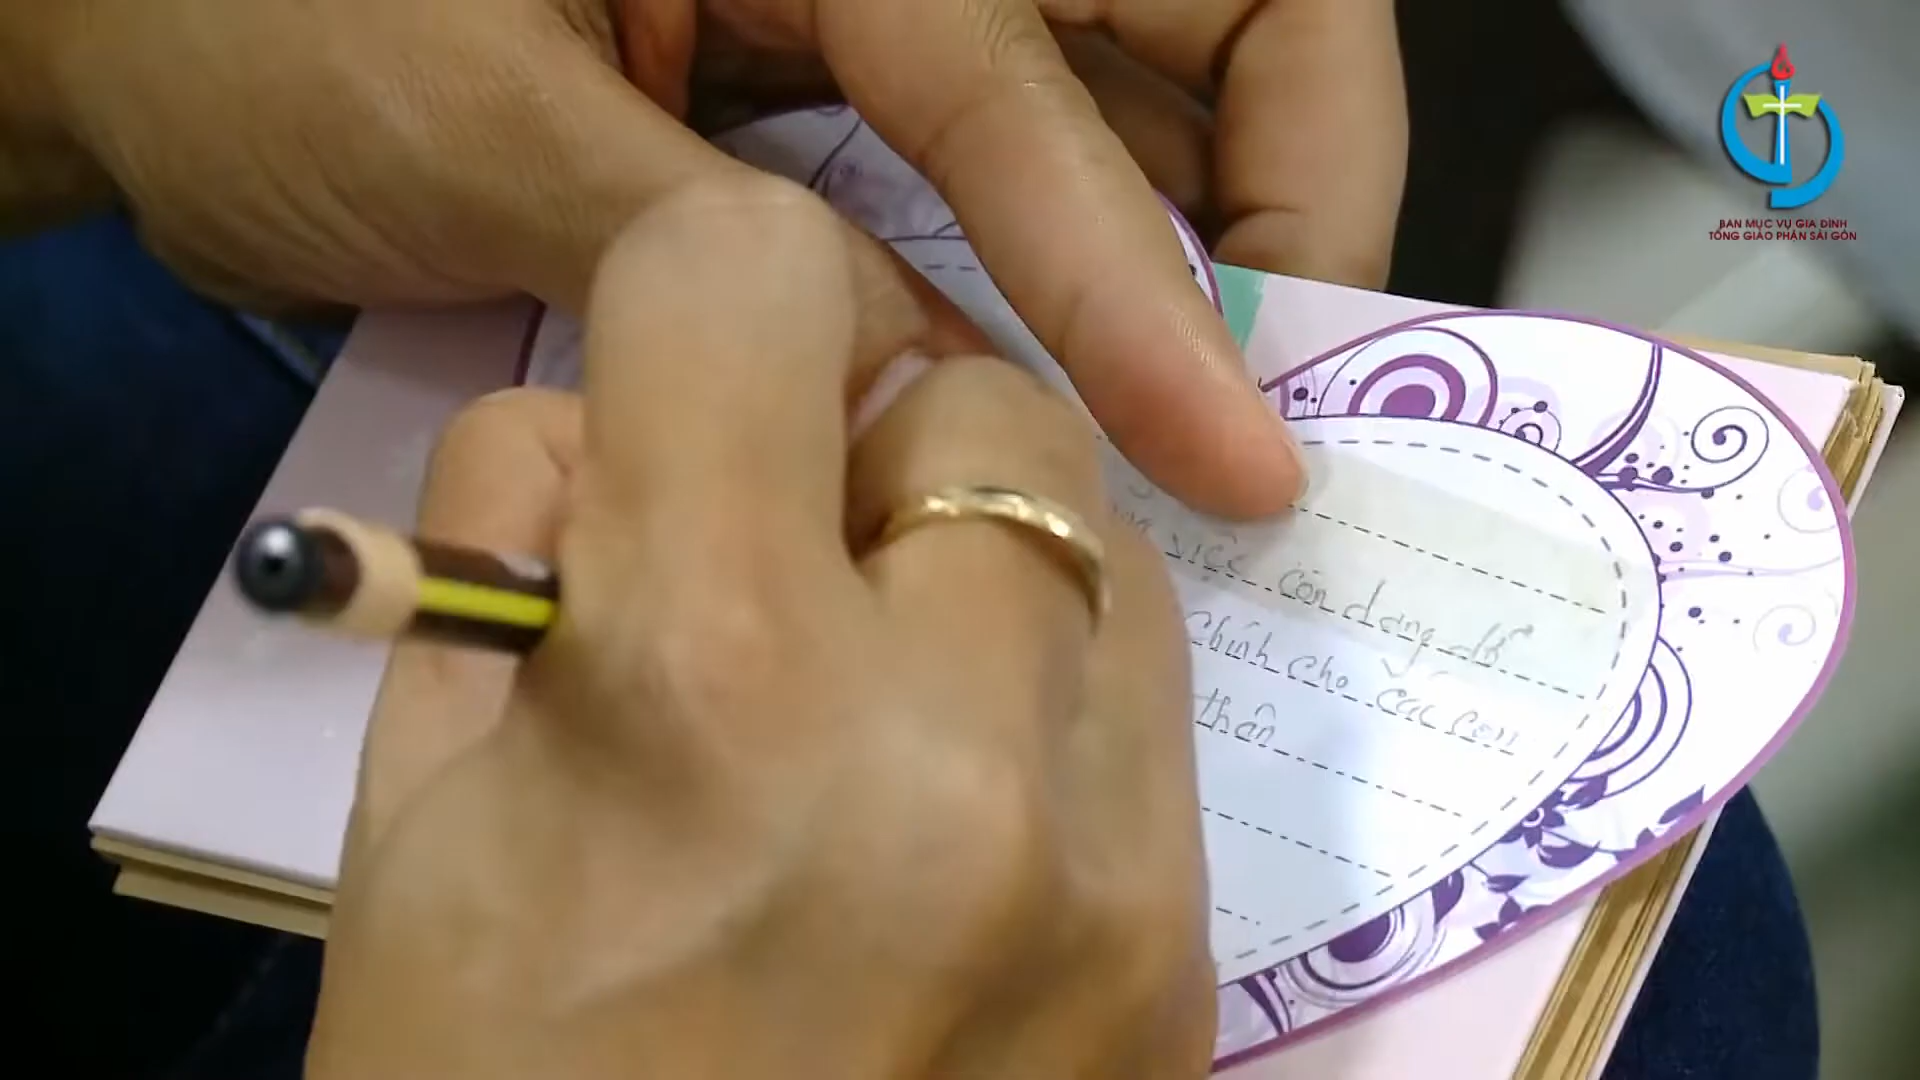 BAN MỤC VỤ GIA ĐÌNH
TỔNG GIÁO PHẬN SÀI GÒN
việc còn dang dở
chính cho các con
thân